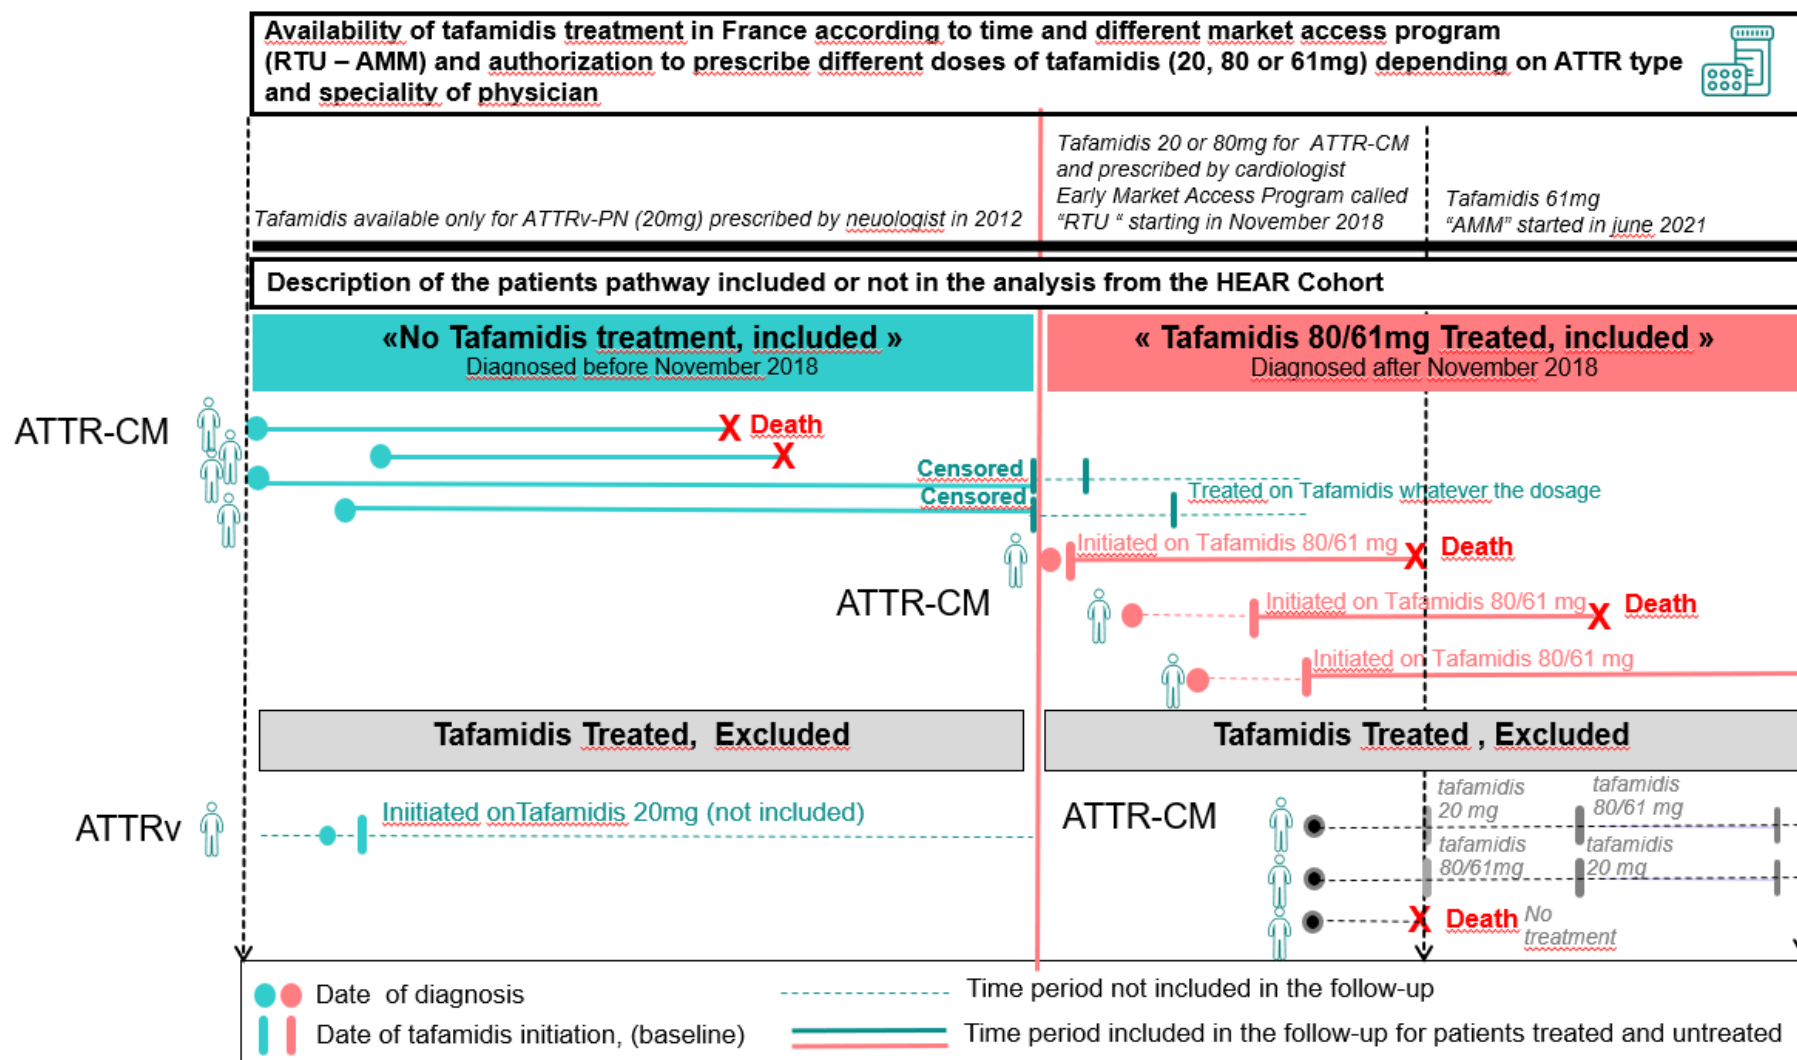 Availability of tafamidis treatment in France according to time and different market access program
(RTU – AMM) and authorization to prescribe different doses of tafamidis (20, 80 or 61mg) depending on ATTR type
and speciality of physician
Tafamidis available only for ATTRv-PN (20mg) prescribed by neuologist in 2012
Tafamidis 20 or 80mg for ATTR-CM
and prescribed by cardiologist
Early Market Access Program called
“RTU “ starting in November 2018
Tafamidis 61mg
“AMM” started in june 2021
Description of the patients pathway included or not in the analysis from the HEAR Cohort
«No Tafamidis treatment, included »
Diagnosed before November 2018
« Tafamidis 80/61mg Treated, included »
Diagnosed after November 2018
ATTR-CM
X Death
X
Censored
Censored
Treated on Tafamidis whatever the dosage
Initiated on Tafamidis 80/61 mg
X Death
ATTR-CM
Initiated on Tafamidis 80/61 mg
X Death
Initiated on Tafamidis 80/61 mg
Tafamidis Treated, Excluded
Tafamidis Treated , Excluded
ATTRv
Iniitiated onTafamidis 20mg (not included)
ATTR-CM
tafamidis
20 mg
tafamidis
80/61 mg
tafamidis
80/61mg
tafamidis
20 mg
X Death
No
treatment
Date of diagnosis
Time period not included in the follow-up
Date of tafamidis initiation, (baseline)
Time period included in the follow-up for patients treated and untreated